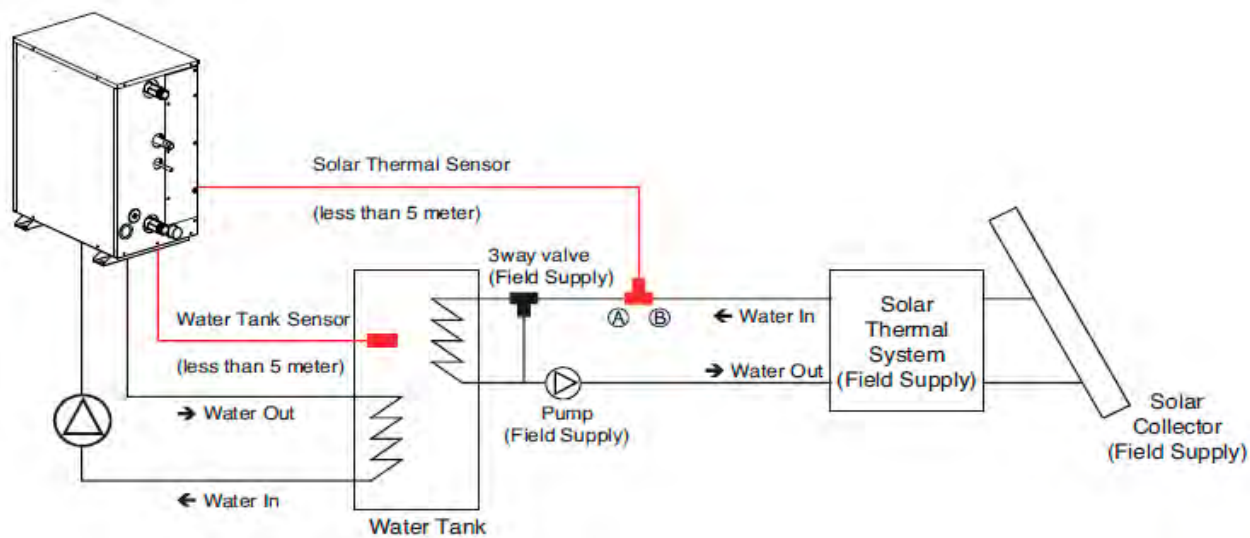 Solar Thermal Sensor
(less than 5 meter)
3way valve
(Field Supply)
Ⓐ Ⓑ
← Water In
Solar
Thermal
System
(Field Supply)
Water Tank Sensor
(less than 5 meter)
→ Water Out
→ Water Out
Pump
(Field Supply)
Solar
Collector
(Field Supply)
← Water In
Water Tank